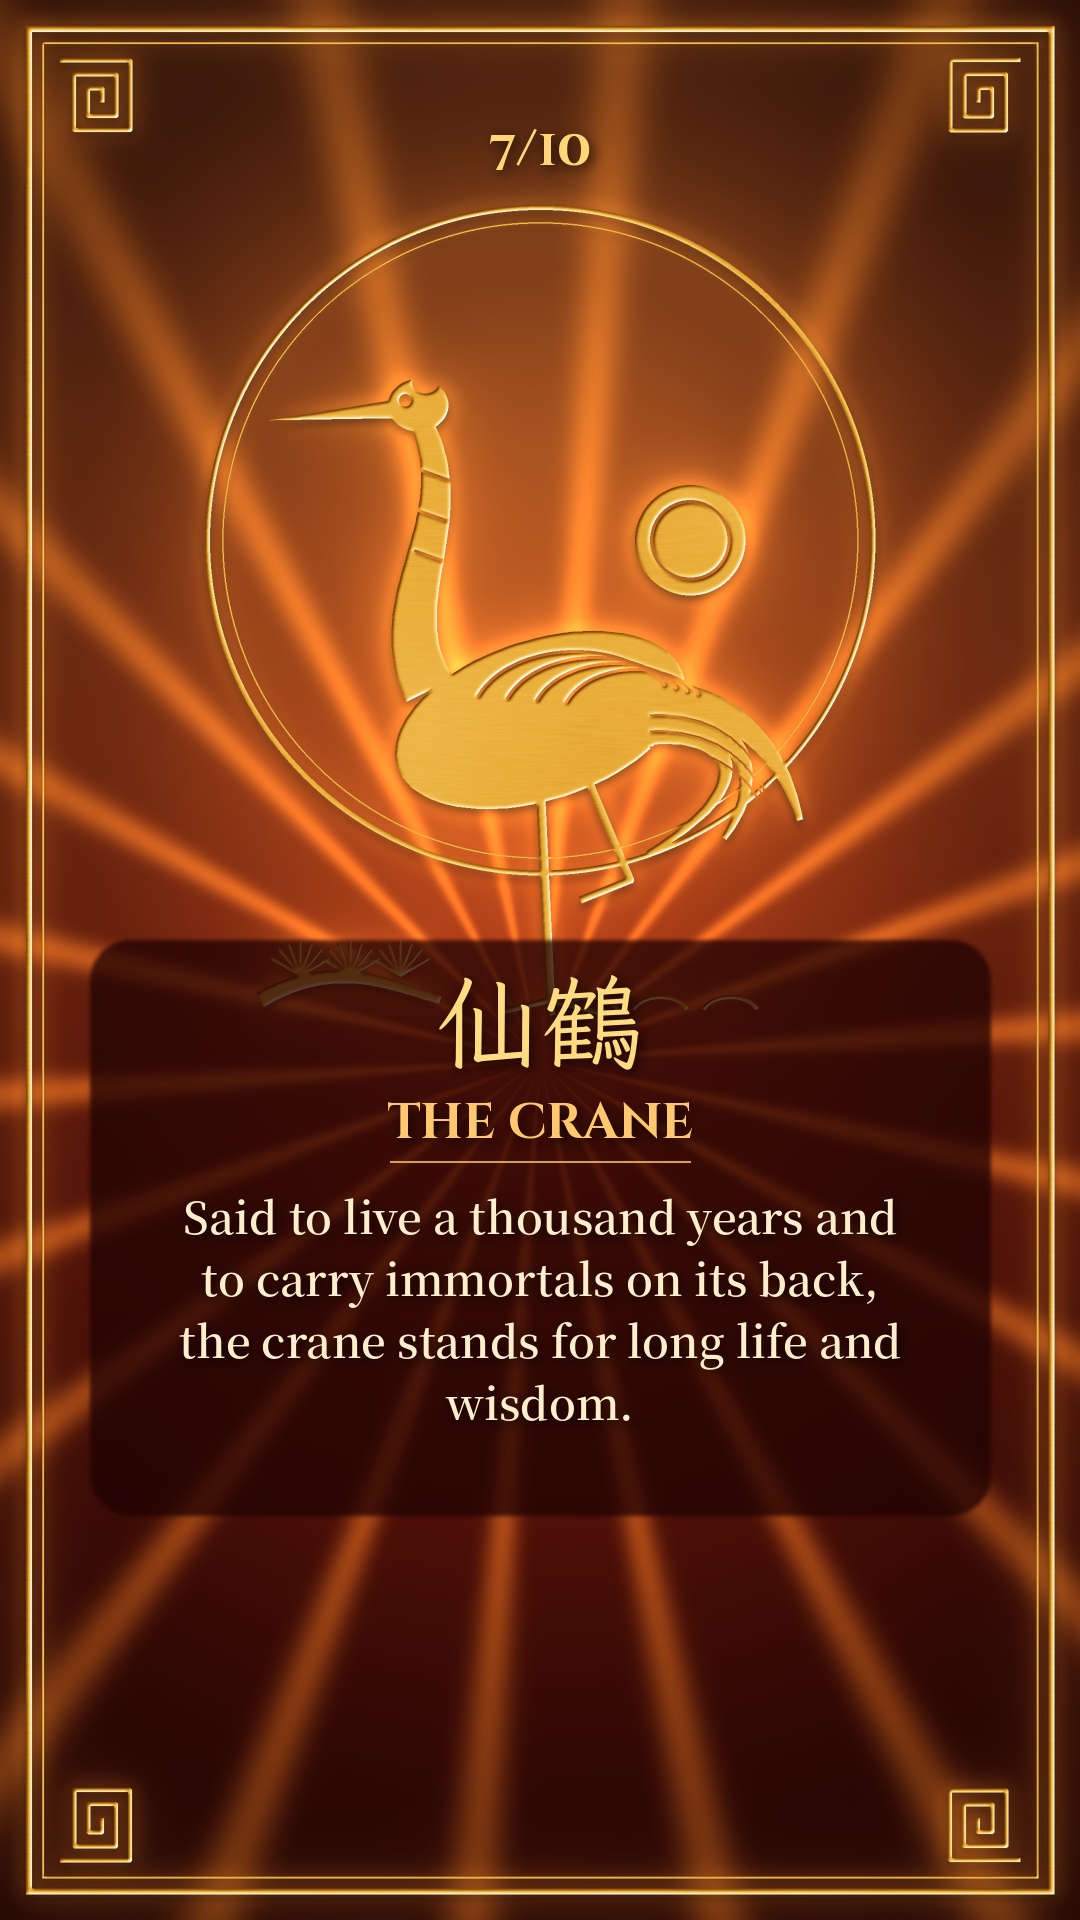 7/10
仙鶴
THE CRANE
Said to live a thousand years and
to carry immortals on its back,
the crane stands for long life and
wisdom.